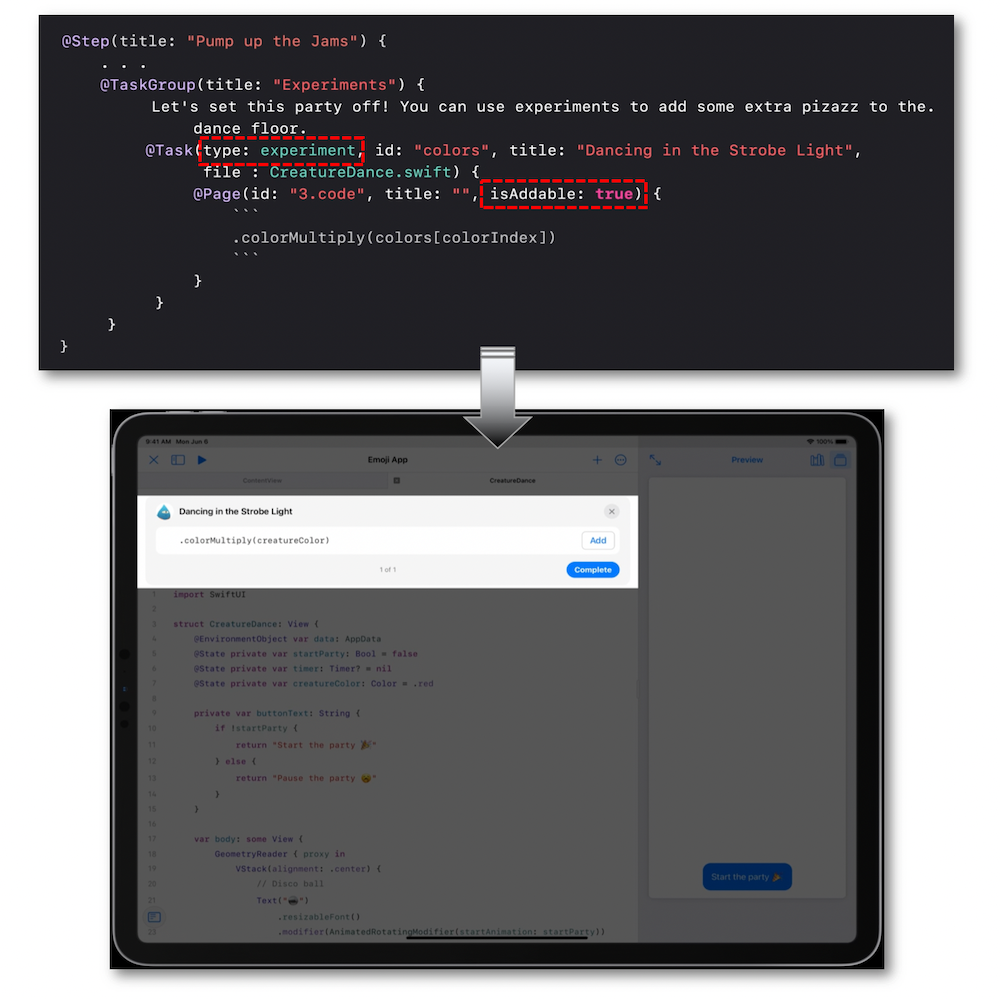 @Step(title: "Pump up the Jams") {
. . .
@TaskGroup(title: "Experiments") {
Let's set this party off! You can use experiments to add some extra pizazz to the.
dance floor.
@Task(type: experiment, id: "colors", title: "Dancing in the Strobe Light",
file : CreatureDance.swift) {
@Page(id: "3.code", title: "", isAddable: true) {
```
.colorMultiply(colors[colorIndex])
```
}
}
}
}
9:41 AM Mon Jun 6 100%
Emoji App Preview
ContentView CreatureDance
Dancing in the Strobe Light
.colorMultiply(creatureColor) Add
1 of 1 Complete
1 import SwiftUI
2
3 struct CreatureDance: View {
4 @EnvironmentObject var data: AppData
5 @State private var startParty: Bool = false
6 @State private var timer: Timer? = nil
7 @State private var creatureColor: Color = .red
8
9 private var buttonText: String {
10 if !startParty {
11 return "Start the party 🎉"
12 } else {
13 return "Pause the party 😴"
14 }
15 }
16
17 var body: some View {
18 GeometryReader { proxy in
19 VStack(alignment: .center) {
20 // Disco ball
21 Text("🪩")
.resizableFont()
23 .modifier(AnimatedRotatingModifier(startAnimation: startParty))
Start the party 🎉